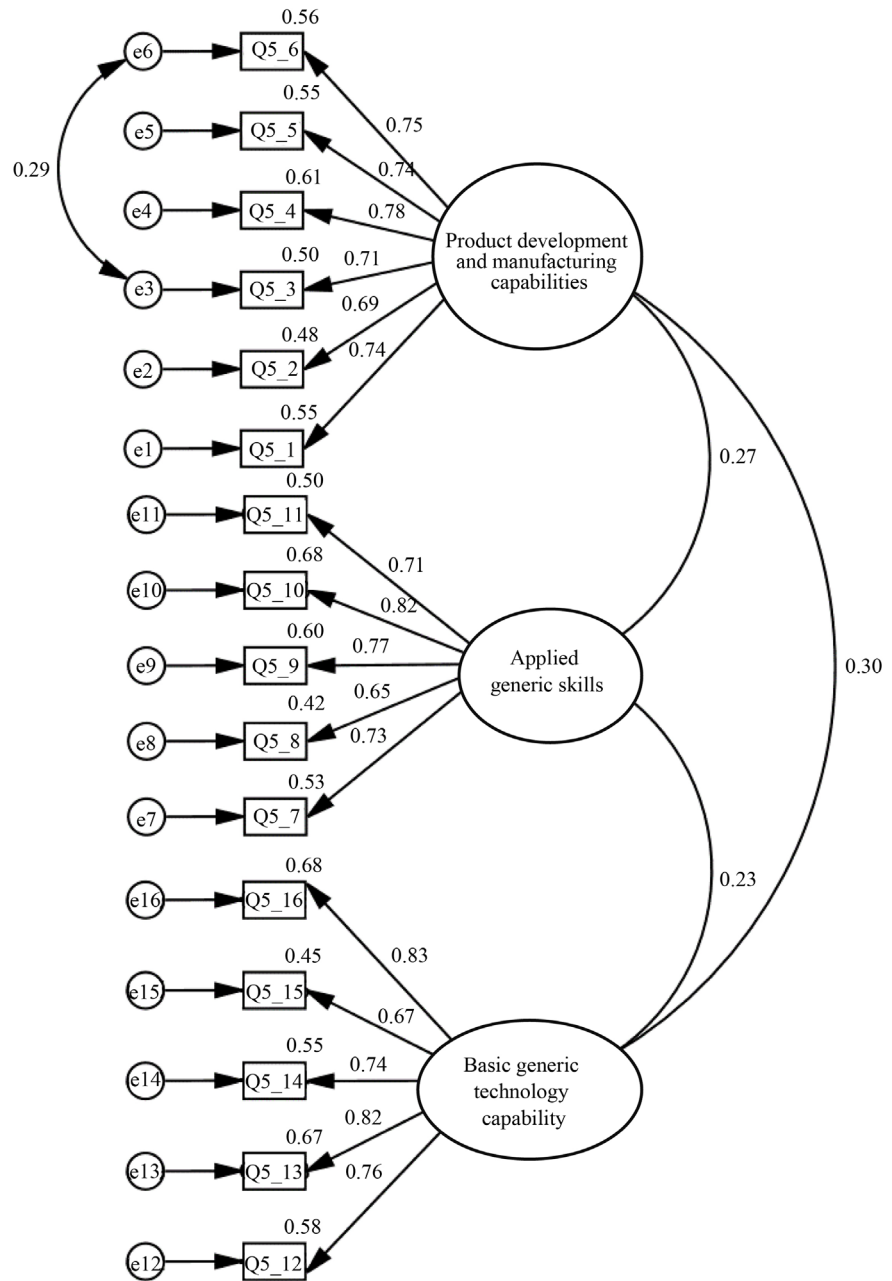 0.56
e6
Q5_6
0.75
0.55
e5
Q5_5
0.74
0.29
0.61
e4
Q5_4
0.78
Product development
and manufacturing
capabilities
0.50
0.71
e3
Q5_3
0.69
0.48
0.74
e2
Q5_2
0.55
e1
Q5_1
0.27
0.50
e11
Q5_11
0.71
0.68
e10
Q5_10
0.82
0.60
0.77
e9
Q5_9
Applied
generic skills
0.30
0.65
0.42
0.73
e8
Q5_8
0.53
e7
Q5_7
0.68
0.23
e16
Q5_16
0.83
0.45
e15
Q5_15
0.67
0.55
0.74
e14
Q5_14
Basic generic
technology
capability
0.82
0.67
e13
Q5_13
0.76
0.58
e12
Q5_12